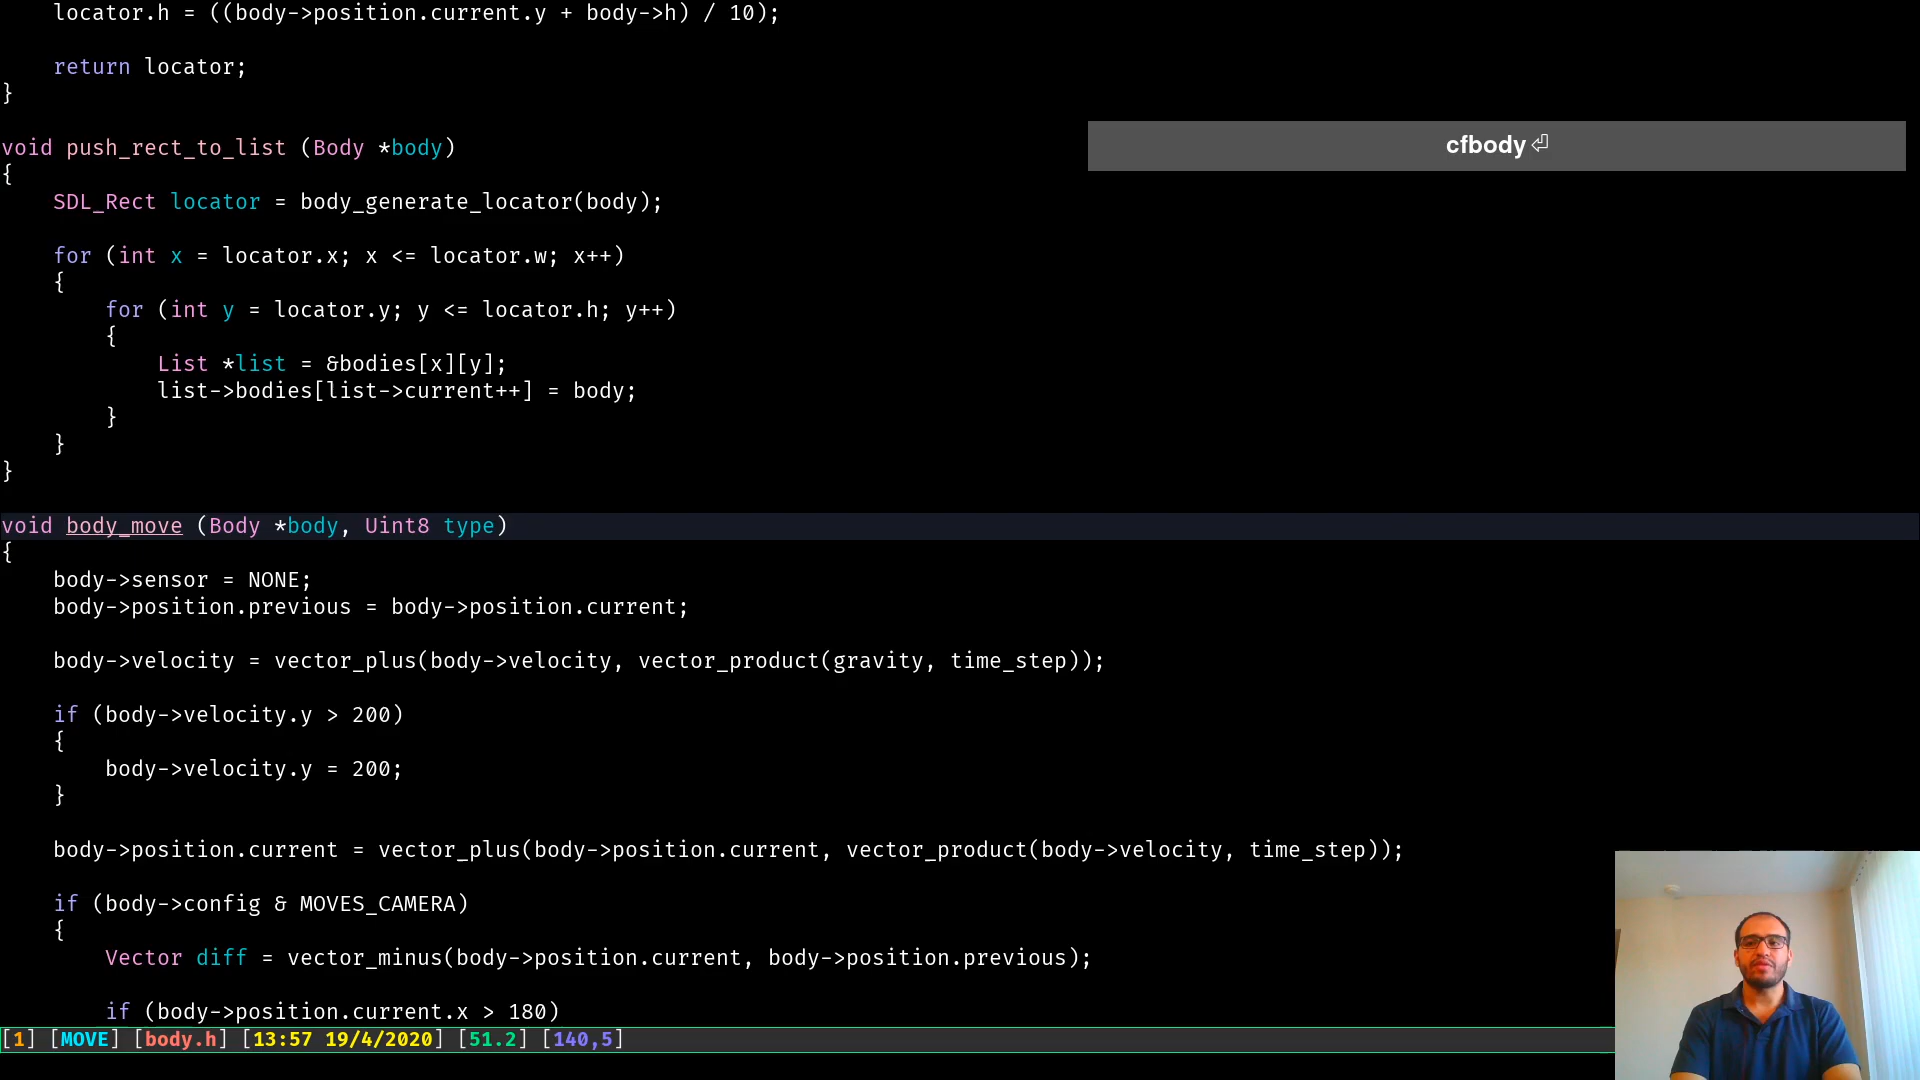 locator.h = ((body->position.current.y + body->h) / 10);

    return locator;
}

cfbody⏎
void push_rect_to_list (Body *body)
{
    SDL_Rect locator = body_generate_locator(body);

    for (int x = locator.x; x <= locator.w; x++)
    {
        for (int y = locator.y; y <= locator.h; y++)
        {
            List *list = &bodies[x][y];
            list->bodies[list->current++] = body;
        }
    }
}

void body_move (Body *body, Uint8 type)
{
    body->sensor = NONE;
    body->position.previous = body->position.current;

    body->velocity = vector_plus(body->velocity, vector_product(gravity, time_step));

    if (body->velocity.y > 200)
    {
        body->velocity.y = 200;
    }

    body->position.current = vector_plus(body->position.current, vector_product(body->velocity, time_step));

    if (body->config & MOVES_CAMERA)
    {
        Vector diff = vector_minus(body->position.current, body->position.previous);

        if (body->position.current.x > 180)
[1] [MOVE] [body.h] [13:57 19/4/2020] [51.2] [140,5]